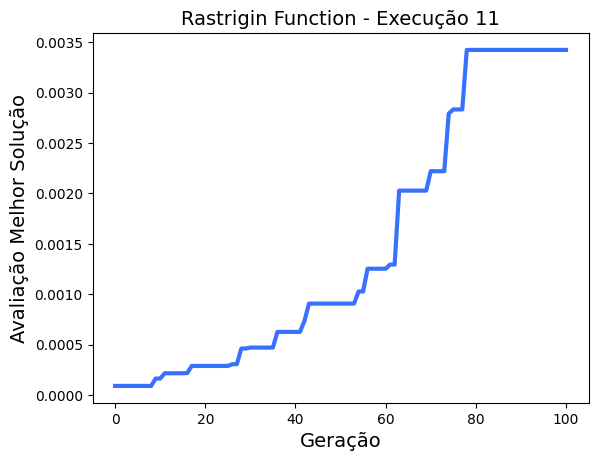 Rastrigin Function - Execução 11
Avaliação Melhor Solução
0.0035
0.0030
0.0025
0.0020
0.0015
0.0010
0.0005
0.0000
0 20 40 60 80 100
Geração